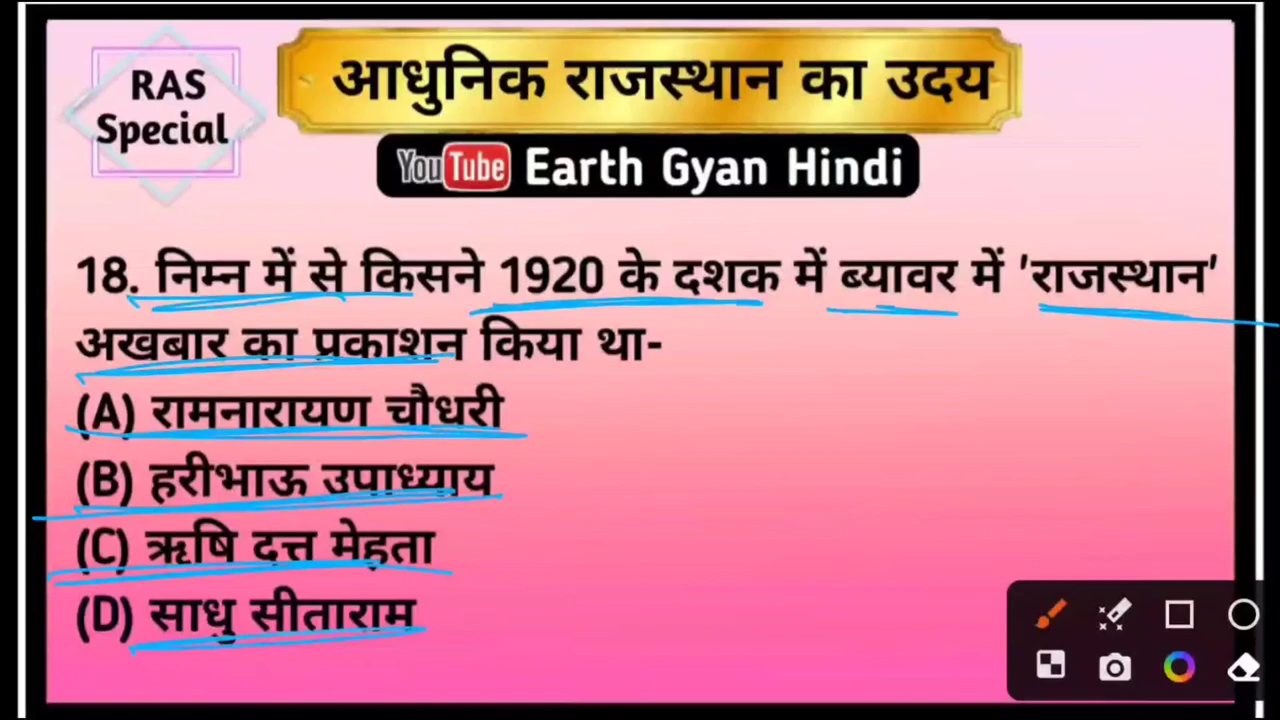 RAS
Special
आधुनिक राजस्थान का उदय
YouTube Earth Gyan Hindi
18. निम्न में से किसने 1920 के दशक में ब्यावर में 'राजस्थान'
अखबार का प्रकाशन किया था-
(A) रामनारायण चौधरी
(B) हरीभाऊ उपाध्याय
(C) ऋषि दत्त मेहता
(D) साधु सीताराम